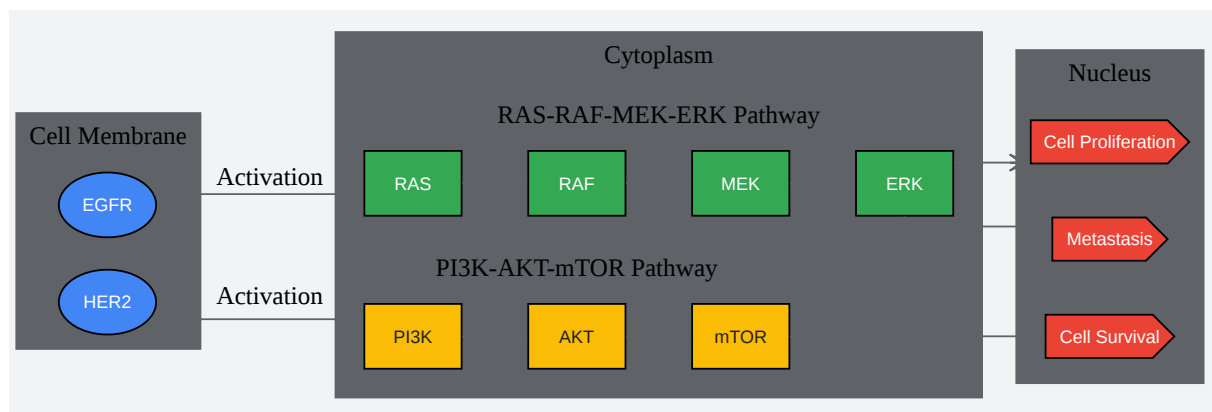 Cytoplasm
Nucleus
RAS-RAF-MEK-ERK Pathway
Cell Membrane
Cell Proliferation
Activation
RAS
RAF
MEK
ERK
EGFR
Metastasis
PI3K-AKT-mTOR Pathway
Activation
HER2
PI3K
AKT
mTOR
Cell Survival